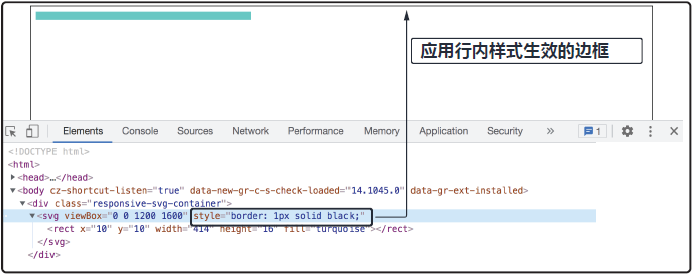 应用行内样式生效的边框
Elements Console Sources Network Performance Memory Application Security » 1
<!DOCTYPE html>
<html>
<head>…</head>
<body cz-shortcut-listen="true" data-new-gr-c-s-check-loaded="14.1045.0" data-gr-ext-installed>
<div class="responsive-svg-container">
<svg viewBox="0 0 1200 1600" style="border: 1px solid black;"
<rect x="10" y="10" width="414" height="16" fill="turquoise"></rect>
</svg>
</div>